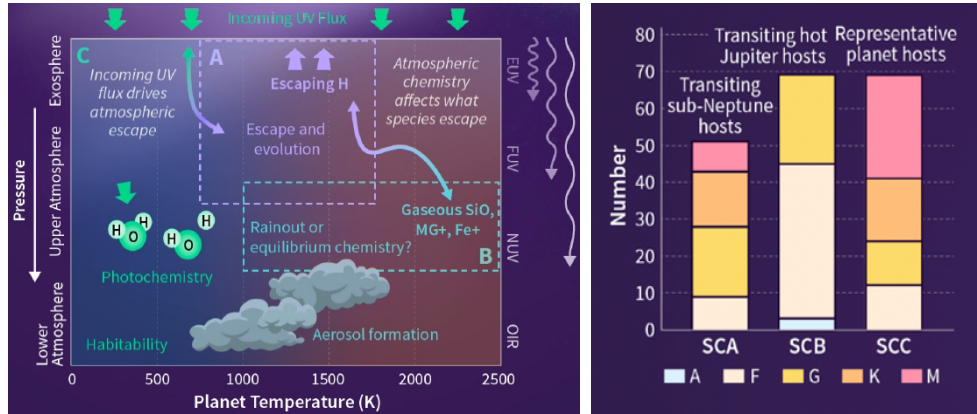 Incoming UV Flux
C
A
Incoming UV
flux drives
atmospheric
escape
Escaping H
Atmospheric
chemistry
affects what
species escape
Escape and
evolution
Gaseous SiO,
MG+, Fe+
Rainout or
equilibrium chemistry?
B
H
H
O
H
O
Photochemistry
Habitability
Aerosol formation
Pressure
Exosphere
Upper Atmosphere
Lower
Atmosphere
EUV
FUV
NUV
OIR
0
500
1000
1500
2000
2500
Planet Temperature (K)
80
70
60
50
40
30
20
10
0
Number
Transiting
sub-Neptune
hosts
Transiting hot
Jupiter hosts
Representative
planet hosts
SCA
SCB
SCC
A
F
G
K
M